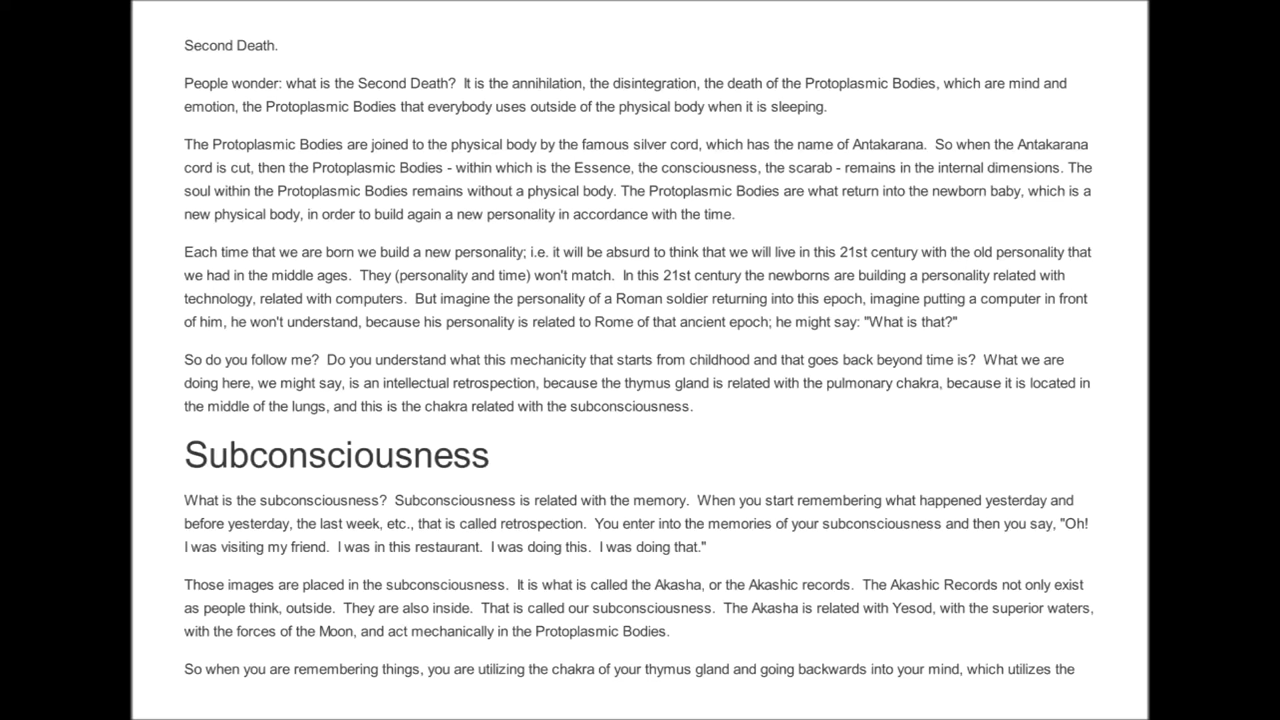 Second Death.
People wonder: what is the Second Death?  It is the annihilation, the disintegration, the death of the Protoplasmic Bodies, which are mind and
emotion, the Protoplasmic Bodies that everybody uses outside of the physical body when it is sleeping.
The Protoplasmic Bodies are joined to the physical body by the famous silver cord, which has the name of Antakarana.  So when the Antakarana
cord is cut, then the Protoplasmic Bodies - within which is the Essence, the consciousness, the scarab - remains in the internal dimensions. The
soul within the Protoplasmic Bodies remains without a physical body. The Protoplasmic Bodies are what return into the newborn baby, which is a
new physical body, in order to build again a new personality in accordance with the time.
Each time that we are born we build a new personality; i.e. it will be absurd to think that we will live in this 21st century with the old personality that
we had in the middle ages.  They (personality and time) won't match.  In this 21st century the newborns are building a personality related with
technology, related with computers.  But imagine the personality of a Roman soldier returning into this epoch, imagine putting a computer in front
of him, he won't understand, because his personality is related to Rome of that ancient epoch; he might say: "What is that?"
So do you follow me?  Do you understand what this mechanicity that starts from childhood and that goes back beyond time is?  What we are
doing here, we might say, is an intellectual retrospection, because the thymus gland is related with the pulmonary chakra, because it is located in
the middle of the lungs, and this is the chakra related with the subconsciousness.
Subconsciousness
What is the subconsciousness?  Subconsciousness is related with the memory.  When you start remembering what happened yesterday and
before yesterday, the last week, etc., that is called retrospection.  You enter into the memories of your subconsciousness and then you say, "Oh!
I was visiting my friend.  I was in this restaurant.  I was doing this.  I was doing that."
Those images are placed in the subconsciousness.  It is what is called the Akasha, or the Akashic records.  The Akashic Records not only exist
as people think, outside.  They are also inside.  That is called our subconsciousness.  The Akasha is related with Yesod, with the superior waters,
with the forces of the Moon, and act mechanically in the Protoplasmic Bodies.
So when you are remembering things, you are utilizing the chakra of your thymus gland and going backwards into your mind, which utilizes the